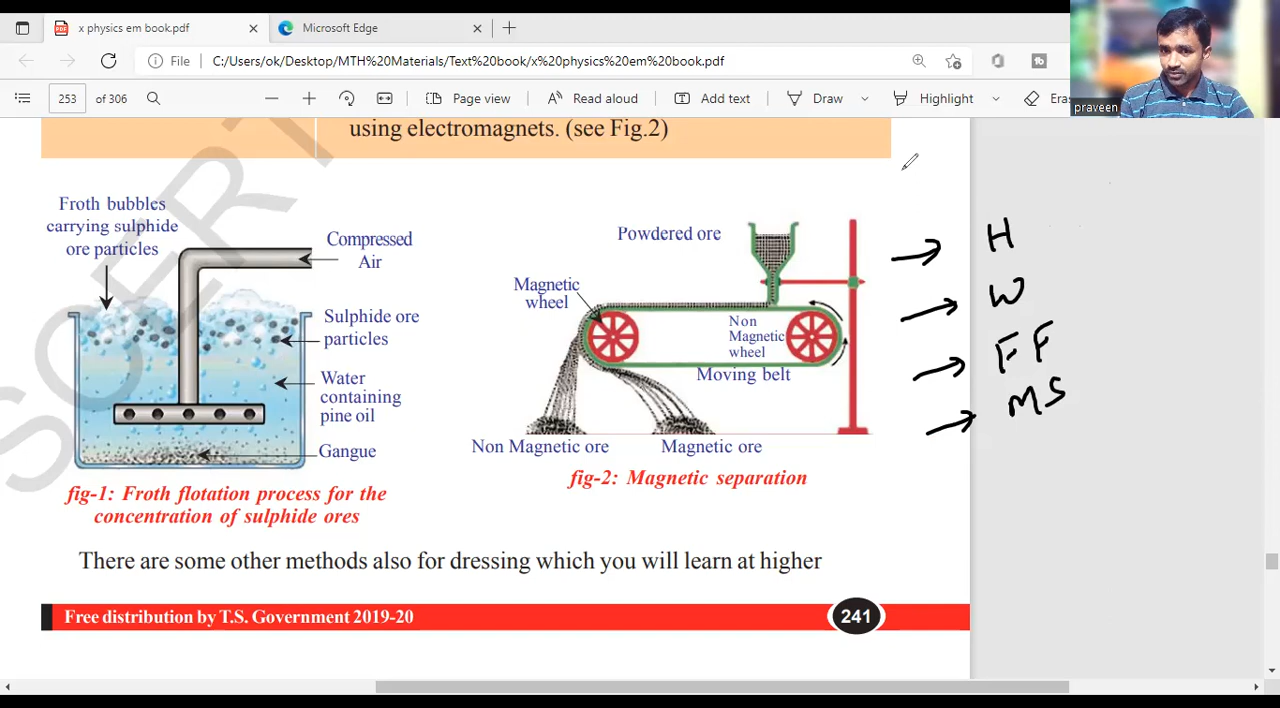 x physics em book.pdf
Microsoft Edge
File
C:/Users/ok/Desktop/MTH%20Materials/Text%20book/x%20physics%20em%20book.pdf
253 of 306
Page view
Read aloud
Add text
Draw
Highlight
Eras
praveen
using electromagnets. (see Fig.2)
Froth bubbles
carrying sulphide
ore particles
Compressed
Air
Sulphide ore
particles
Water
containing
pine oil
Gangue
fig-1: Froth flotation process for the
concentration of sulphide ores
Powdered ore
Magnetic
wheel
Non
Magnetic
wheel
Moving belt
Non Magnetic ore
Magnetic ore
fig-2: Magnetic separation
H
W
FF
MS
There are some other methods also for dressing which you will learn at higher
Free distribution by T.S. Government 2019-20
241
SCERT